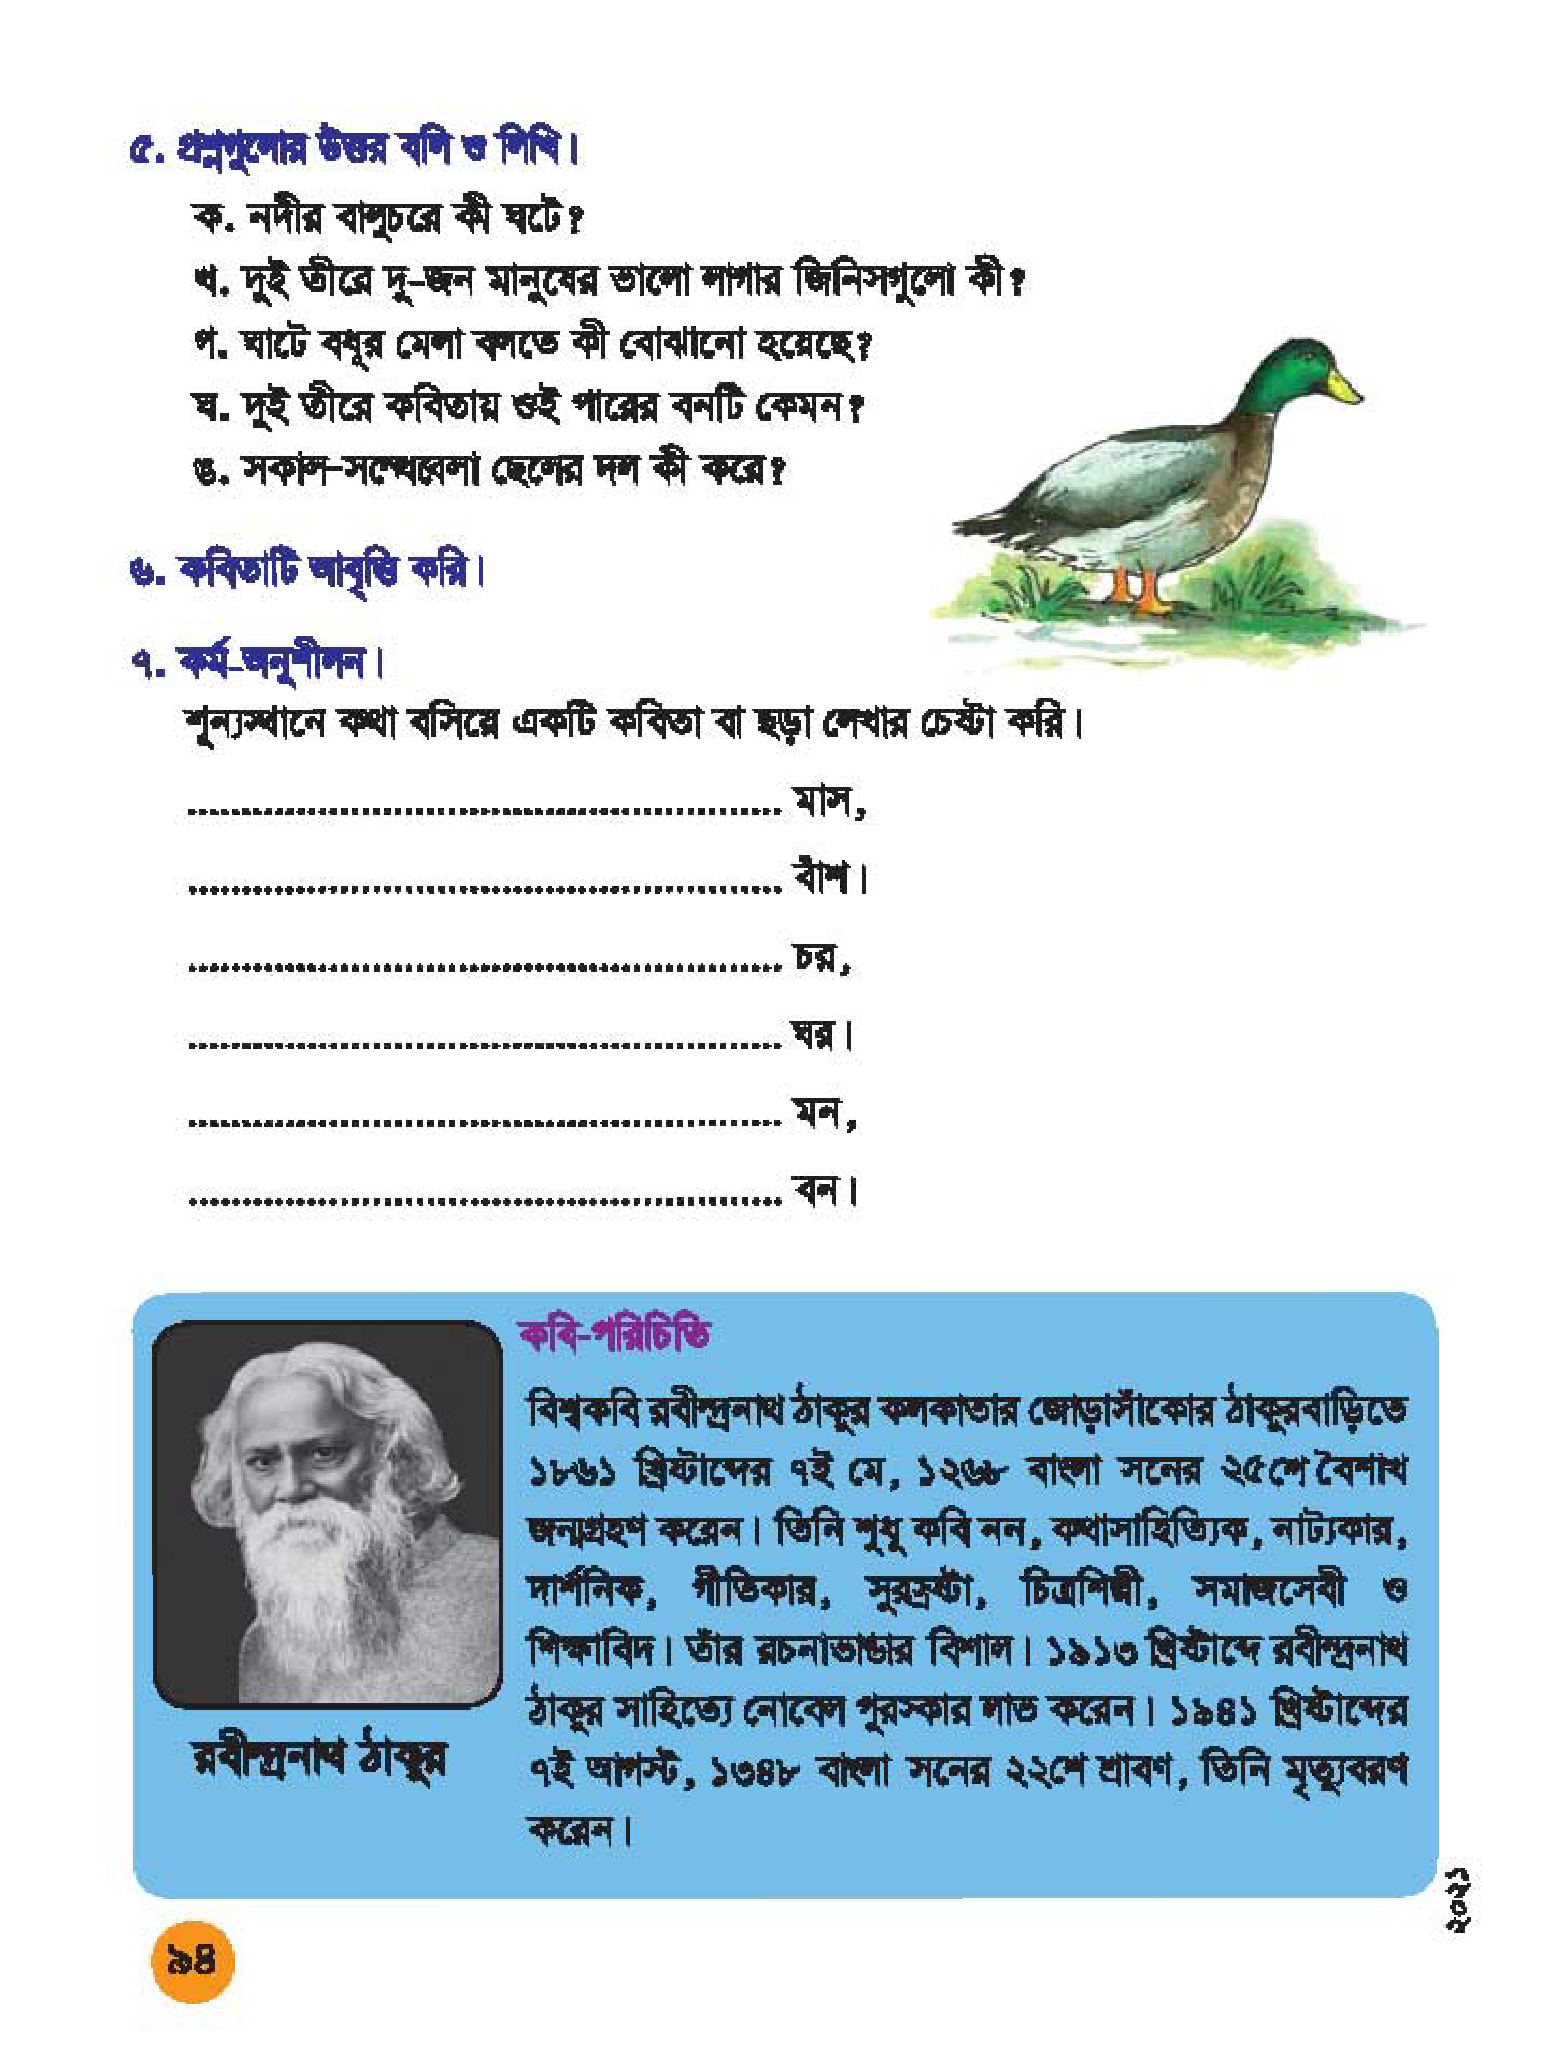 ৫. প্রশ্নগুলোর উত্তর বলি ও লিখি।
ক. নদীর বালুচরে কী ঘটে?
খ. দুই তীরে দু-জন মানুষের ভালো লাগার জিনিসগুলো কী?
গ. ঘাটে বধূর মেলা বলতে কী বোঝানো হয়েছে?
ঘ. দুই তীরে কবিতায় ওই পারের বনটি কেমন?
ঙ. সকাল-সন্ধেবেলা ছেলের দল কী করে?
৬. কবিতাটি আবৃত্তি করি।
৭. কর্ম-অনুশীলন।
শূন্যস্থানে কথা বসিয়ে একটি কবিতা বা ছড়া লেখার চেষ্টা করি।
....................................................... মাস,
....................................................... বাঁশ।
....................................................... চর,
....................................................... ঘর।
....................................................... মন,
....................................................... বন।
কবি-পরিচিতি
বিশ্বকবি রবীন্দ্রনাথ ঠাকুর কলকাতার জোড়াসাঁকোর ঠাকুরবাড়িতে
১৮৬১ খ্রিষ্টাব্দের ৭ই মে, ১২৬৮ বাংলা সনের ২৫শে বৈশাখ
জন্মগ্রহণ করেন। তিনি শুধু কবি নন, কথাসাহিত্যিক, নাট্যকার,
দার্শনিক, গীতিকার, সুরস্রষ্টা, চিত্রশিল্পী, সমাজসেবী ও
শিক্ষাবিদ। তাঁর রচনাভান্ডার বিশাল। ১৯১৩ খ্রিষ্টাব্দে রবীন্দ্রনাথ
ঠাকুর সাহিত্যে নোবেল পুরস্কার লাভ করেন। ১৯৪১ খ্রিষ্টাব্দের
৭ই আগস্ট, ১৩৪৮ বাংলা সনের ২২শে শ্রাবণ, তিনি মৃত্যুবরণ
করেন।
রবীন্দ্রনাথ ঠাকুর
২০২১
৯৪